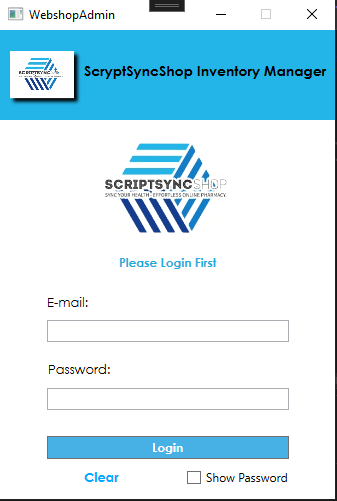 WebshopAdmin
ScryptSyncShop Inventory Manager
SCRIPTSYNCSHOP
SYNC YOUR HEALTH - EFFORTLESS ONLINE PHARMACY.
Please Login First
E-mail:
Password:
Login
Clear
Show Password